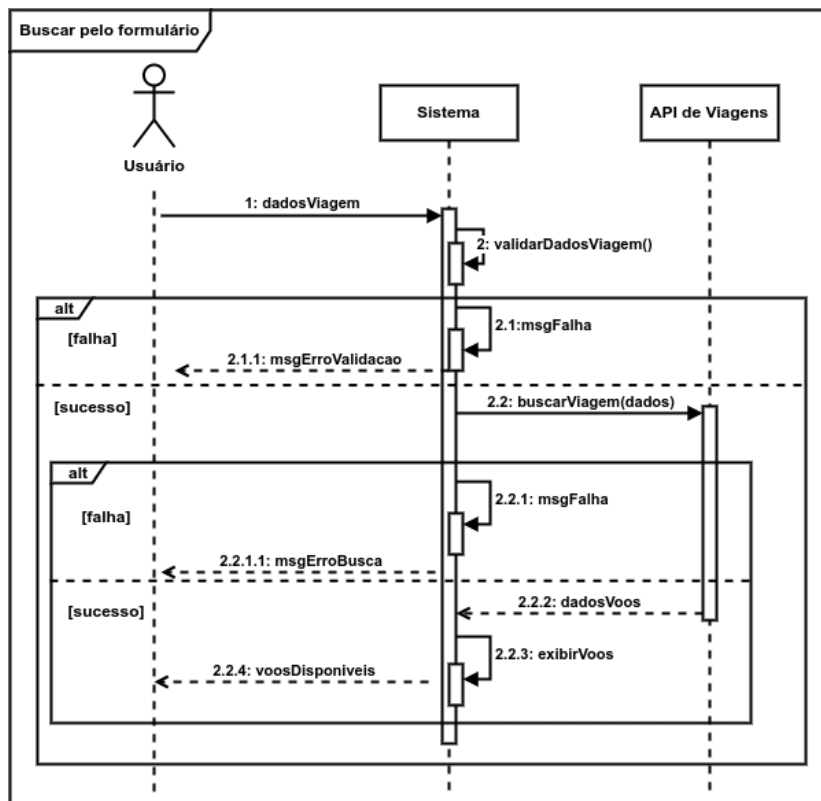 Buscar pelo formulário
Usuário
Sistema
API de Viagens
1: dadosViagem
2: validarDadosViagem()
alt
[falha]
2.1:msgFalha
2.1.1: msgErroValidacao
[sucesso]
2.2: buscarViagem(dados)
alt
[falha]
2.2.1: msgFalha
2.2.1.1: msgErroBusca
[sucesso]
2.2.2: dadosVoos
2.2.3: exibirVoos
2.2.4: voosDisponiveis